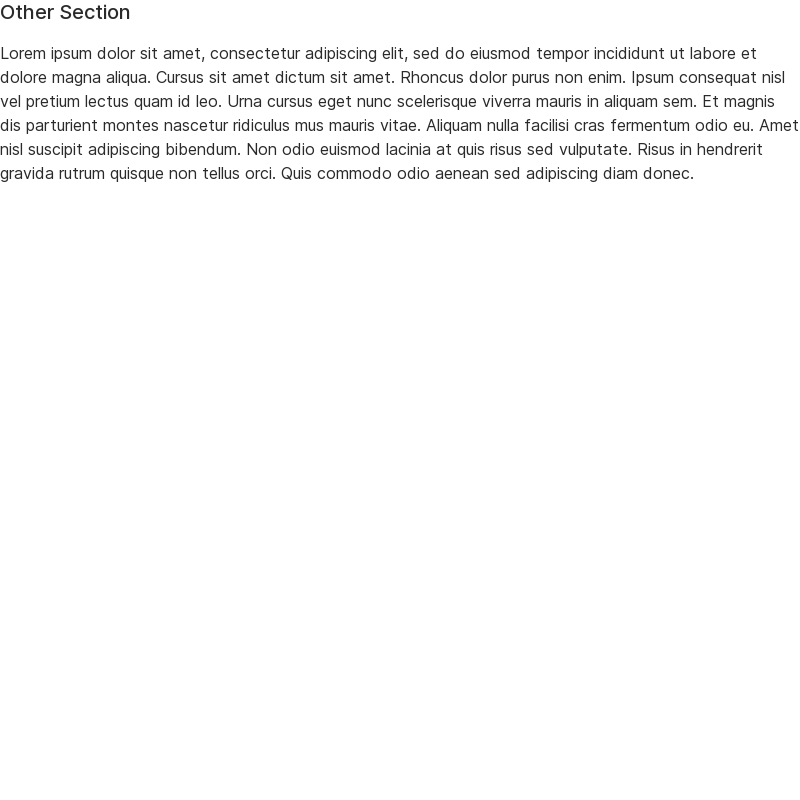 Other Section
Lorem ipsum dolor sit amet, consectetur adipiscing elit, sed do eiusmod tempor incididunt ut labore et
dolore magna aliqua. Cursus sit amet dictum sit amet. Rhoncus dolor purus non enim. Ipsum consequat nisl
vel pretium lectus quam id leo. Urna cursus eget nunc scelerisque viverra mauris in aliquam sem. Et magnis
dis parturient montes nascetur ridiculus mus mauris vitae. Aliquam nulla facilisi cras fermentum odio eu. Amet
nisl suscipit adipiscing bibendum. Non odio euismod lacinia at quis risus sed vulputate. Risus in hendrerit
gravida rutrum quisque non tellus orci. Quis commodo odio aenean sed adipiscing diam donec.